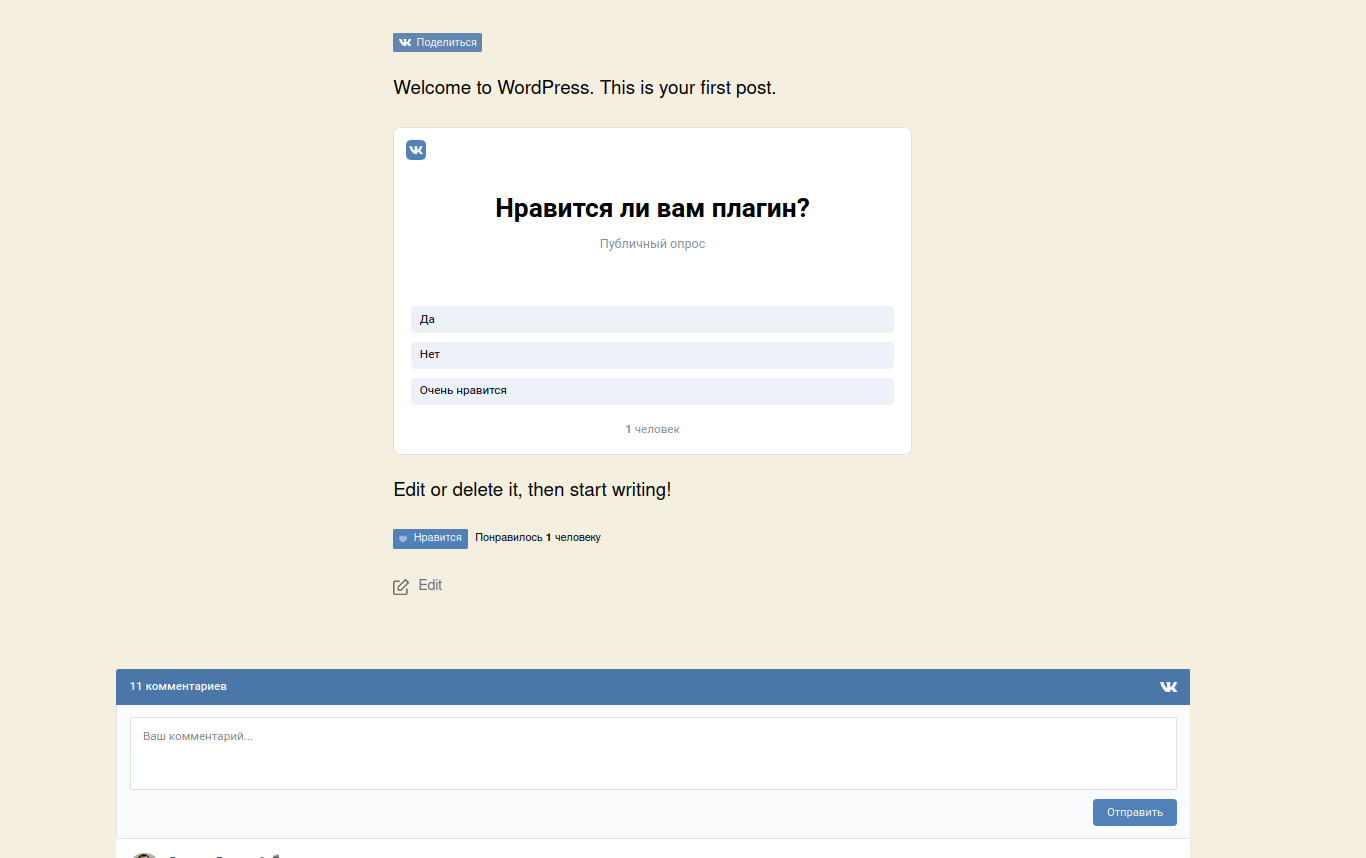 Поделиться
Welcome to WordPress. This is your first post.
Нравится ли вам плагин?
Публичный опрос
Да
Нет
Очень нравится
1 человек
Edit or delete it, then start writing!
Нравится Понравилось 1 человеку
Edit
11 комментариев
Ваш комментарий...
Отправить